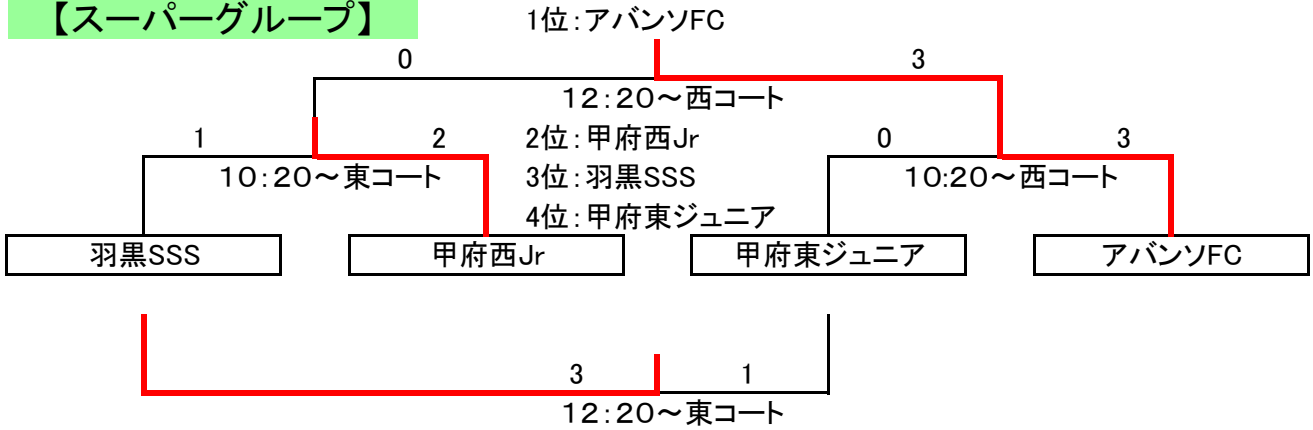 【スーパーグループ】
1位：アバンソFC
0
3
１２：２０～西コート
1
2
2位：甲府西Jr
0
3
１０：２０～東コート
3位：羽黒SSS
１０:２０～西コート
4位：甲府東ジュニア
羽黒SSS
甲府西Jr
甲府東ジュニア
アバンソFC
3
1
１２：２０～東コート